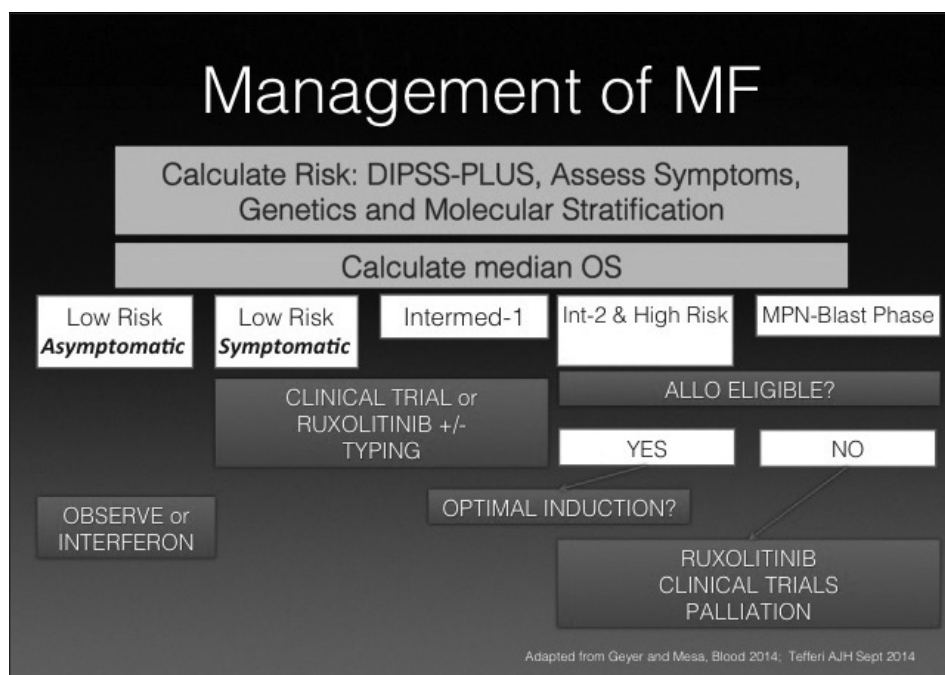 Management of MF
Calculate Risk: DIPSS-PLUS, Assess Symptoms,
Genetics and Molecular Stratification
Calculate median OS
Low Risk
Asymptomatic
Low Risk
Symptomatic
Intermed-1
Int-2 & High Risk
MPN-Blast Phase
CLINICAL TRIAL or
RUXOLITINIB +/-
TYPING
ALLO ELIGIBLE?
YES
NO
OBSERVE or
INTERFERON
OPTIMAL INDUCTION?
RUXOLITINIB
CLINICAL TRIALS
PALLIATION
Adapted from Geyer and Mesa, Blood 2014; Tefferi AJH Sept 2014